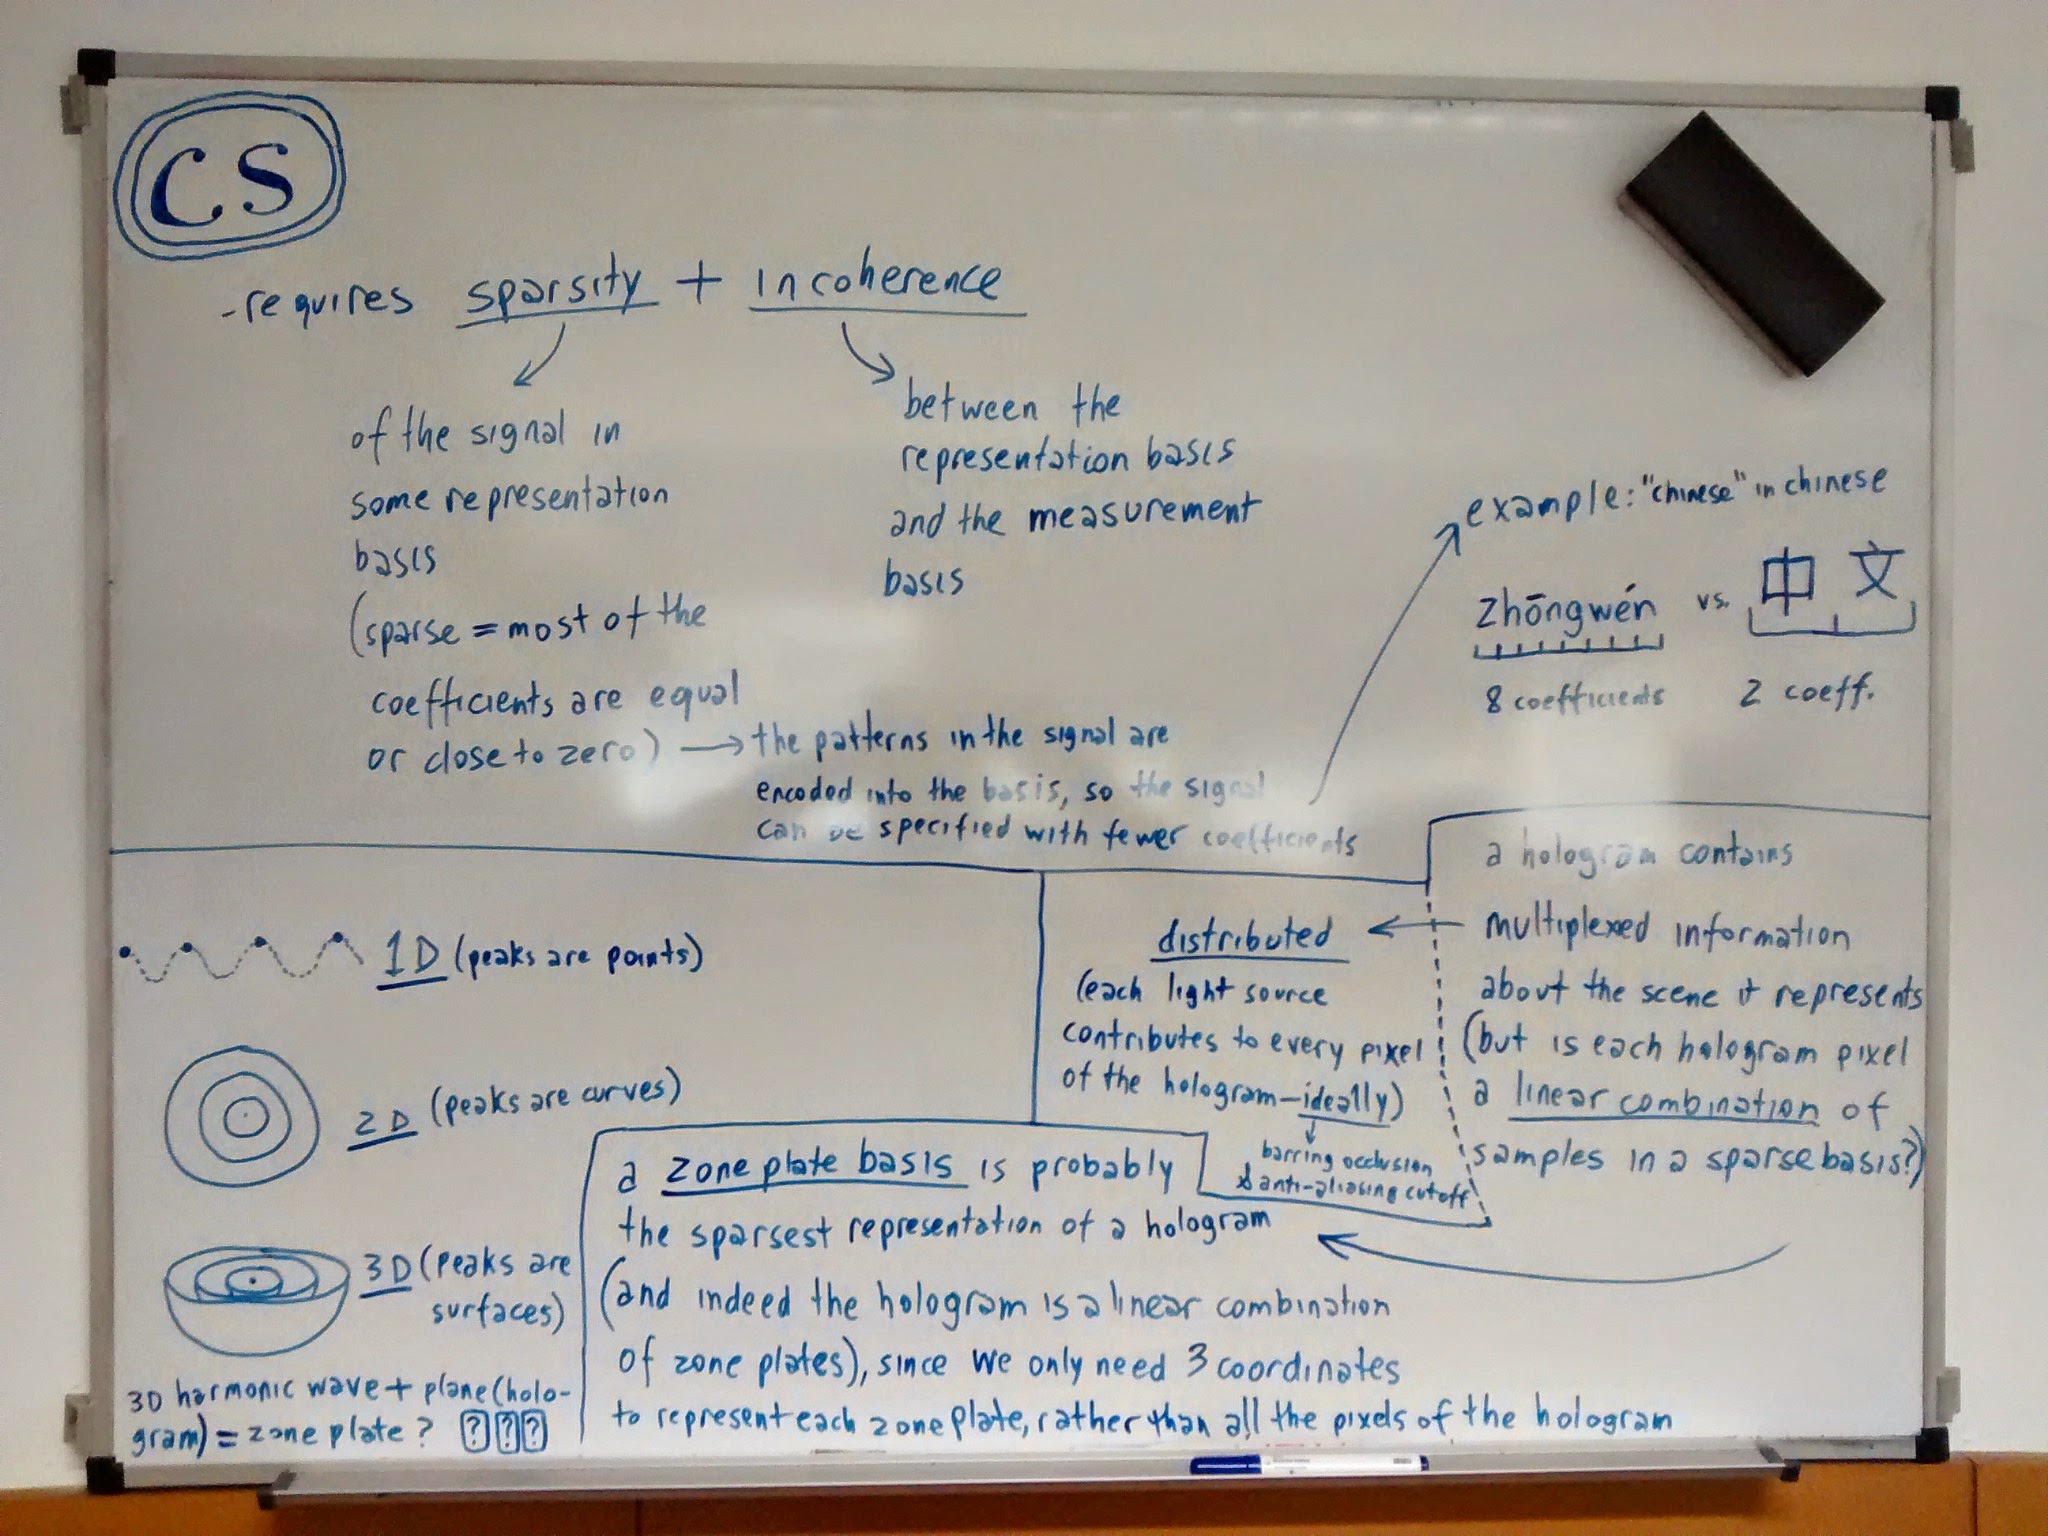 CS
-requires sparsity + incoherence
of the signal in
some representation
basis
(sparse = most of the
coefficients are equal
or close to zero)
between the
representation basis
and the measurement
basis
the patterns in the signal are
encoded into the basis, so the signal
can be specified with fewer coefficients
example: "chinese" in chinese
zhōngwén vs. 中文
8 coefficients 2 coeff.
1D (peaks are points)
2D (peaks are curves)
3D (peaks are
surfaces)
3D harmonic wave + plane (holo-
gram) = zone plate? ???
a hologram contains
multiplexed information
about the scene it represents
(but is each hologram pixel
a linear combination of
samples in a sparse basis?)
distributed
(each light source
contributes to every pixel
of the hologram—ideally)
barring occlusion
& anti-aliasing cutoff
a zone plate basis is probably
the sparsest representation of a hologram
(and indeed the hologram is a linear combination
of zone plates), since we only need 3 coordinates
to represent each zone plate, rather than all the pixels of the hologram